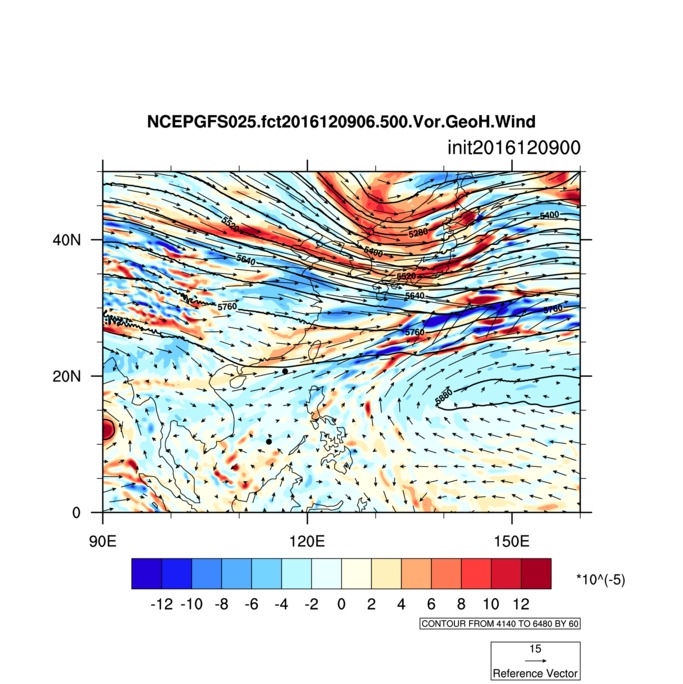 NCEPGFS025.fct2016120906.500.Vor.GeoH.Wind
init2016120900
5400
5520
5280
40N
5400
5640
5520
5640
5760
5760
5760
20N
5880
0
90E 120E 150E
-12 -10 -8 -6 -4 -2 0 2 4 6 8 10 12
*10^(-5)
CONTOUR FROM 4140 TO 6480 BY 60
15
Reference Vector